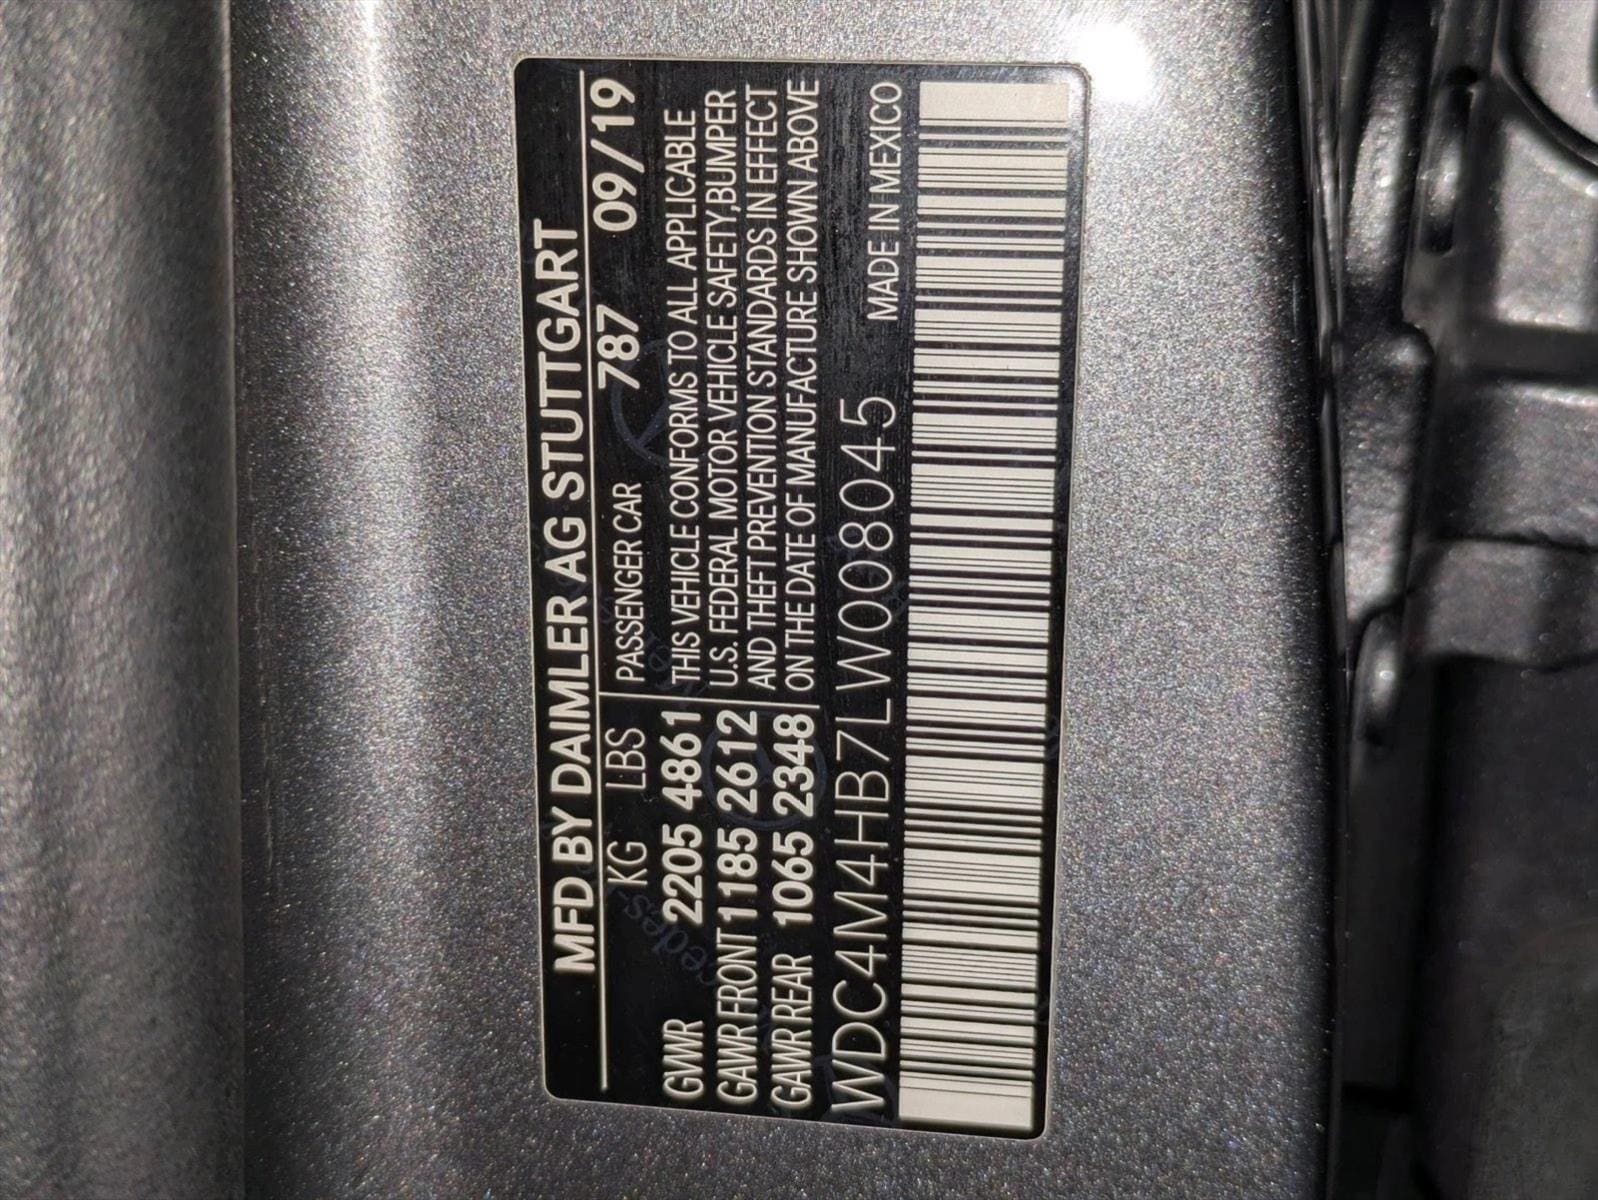 MFD BY DAIMLER AG STUTTGART
KG LBS PASSENGER CAR 787 09/19
GVWR 2205 4861 THIS VEHICLE CONFORMS TO ALL APPLICABLE
GAWR FRONT 1185 2612 U.S. FEDERAL MOTOR VEHICLE SAFETY,BUMPER
GAWR REAR 1065 2348 AND THEFT PREVENTION STANDARDS IN EFFECT
ON THE DATE OF MANUFACTURE SHOWN ABOVE
WDC4M4HB7LW008045 MADE IN MEXICO